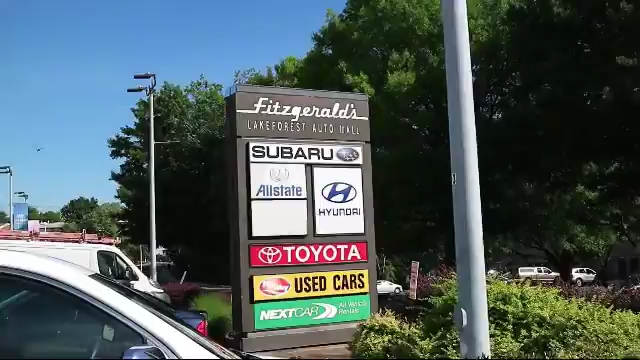 Fitzgerald's
LAKEFOREST AUTO MALL
SUBARU
Allstate
HYUNDAI
TOYOTA
USED CARS
NEXTCAR All Vehicle
Rentals